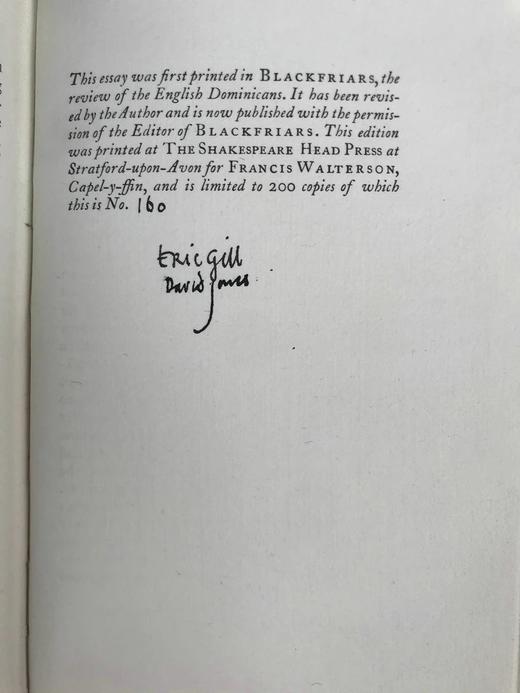 This essay was first printed in BLACKFRIARS, the
review of the English Dominicans. It has been revis-
ed by the Author and is now published with the permis-
sion of the Editor of BLACKFRIARS. This edition
was printed at THE SHAKESPEARE HEAD PRESS at
Stratford-upon-Avon for FRANCIS WALTERSON,
Capel-y-ffin, and is limited to 200 copies of which
this is No. 160
Eric Gill
David Jones